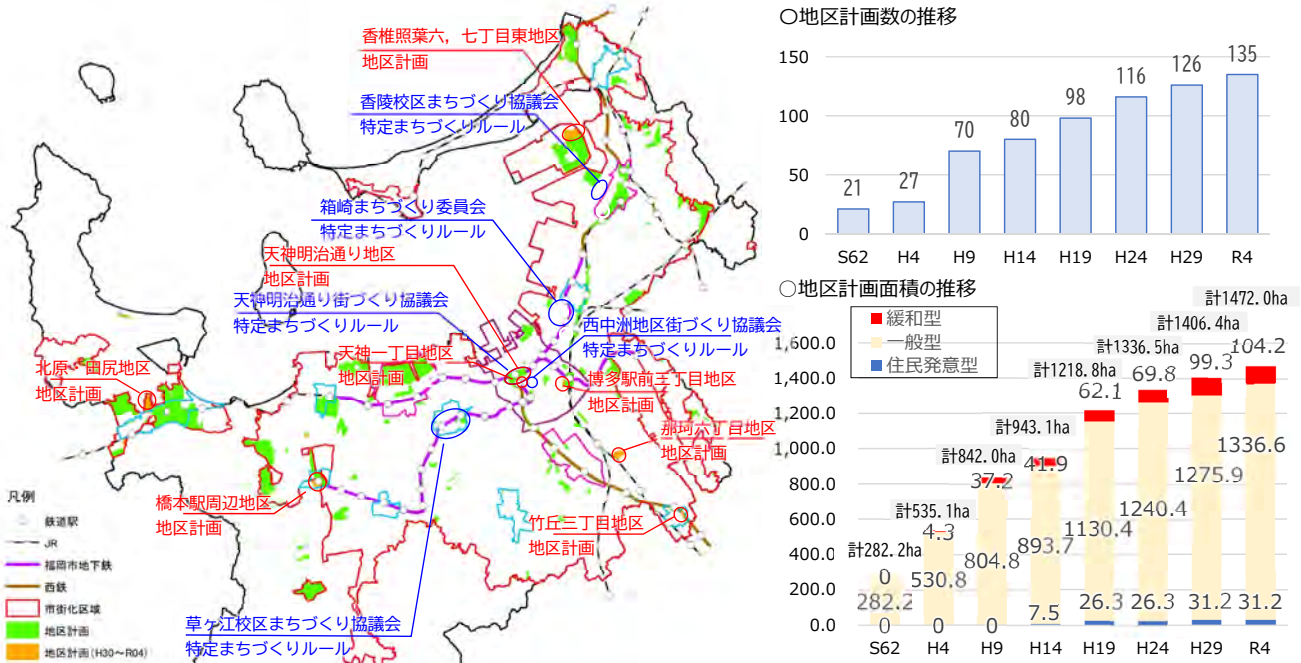 香椎照葉六，七丁目東地区
地区計画
香陵校区まちづくり協議会
特定まちづくりルール
箱崎まちづくり委員会
特定まちづくりルール
天神明治通り地区
地区計画
天神明治通り街づくり協議会
特定まちづくりルール
西中洲地区街づくり協議会
特定まちづくりルール
天神一丁目地区
地区計画
北原・田尻地区
地区計画
博多駅前三丁目地区
地区計画
那珂六丁目地区
地区計画
橋本駅周辺地区
地区計画
竹丘三丁目地区
地区計画
草ヶ江校区まちづくり協議会
特定まちづくりルール
凡例
鉄道駅
JR
福岡市地下鉄
西鉄
市街化区域
地区計画
地区計画(H30～R04)
〇地区計画数の推移
150
100
50
0
21 27 70 80 98 116 126 135
S62 H4 H9 H14 H19 H24 H29 R4
〇地区計画面積の推移
緩和型
一般型
住民発意型
1,600.0
1,400.0
1,200.0
1,000.0
800.0
600.0
400.0
200.0
0.0
計282.2ha 計535.1ha 計842.0ha 計943.1ha 計1218.8ha 計1336.5ha 計1406.4ha 計1472.0ha
0 4.3 37.2 41.9 62.1 69.8 99.3 104.2
282.2 530.8 804.8 893.7 1130.4 1240.4 1275.9 1336.6
0 0 0 7.5 26.3 26.3 31.2 31.2
S62 H4 H9 H14 H19 H24 H29 R4